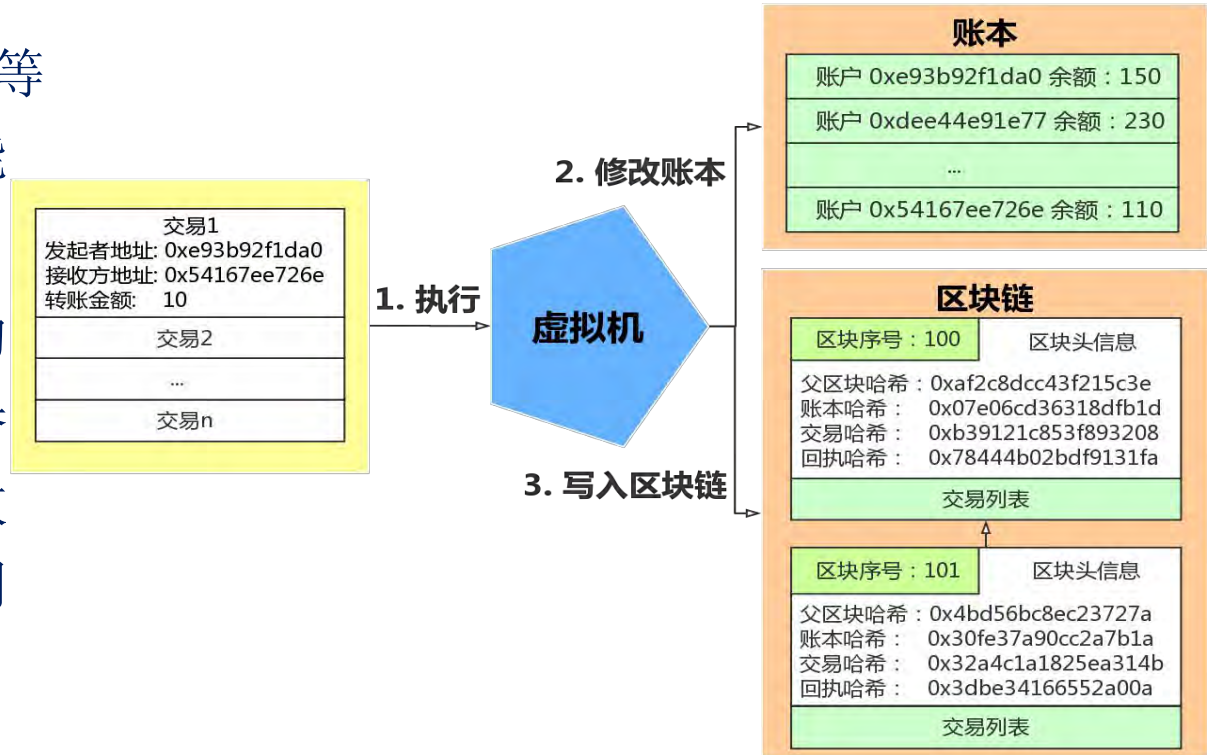 等
能
交易1
发起者地址: 0xe93b92f1da0
接收方地址: 0x54167ee726e
转账金额: 10
交易2
...
交易n
1. 执行
虚拟机
2. 修改账本
3. 写入区块链
账本
账户 0xe93b92f1da0 余额：150
账户 0xdee44e91e77 余额：230
...
账户 0x54167ee726e 余额：110
区块链
区块序号：100
区块头信息
父区块哈希：0xaf2c8dcc43f215c3e
账本哈希： 0x07e06cd36318dfb1d
交易哈希： 0xb39121c853f893208
回执哈希： 0x78444b02bdf9131fa
交易列表
区块序号：101
区块头信息
父区块哈希：0x4bd56bc8ec23727a
账本哈希： 0x30fe37a90cc2a7b1a
交易哈希： 0x32a4c1a1825ea314b
回执哈希： 0x3dbe34166552a00a
交易列表